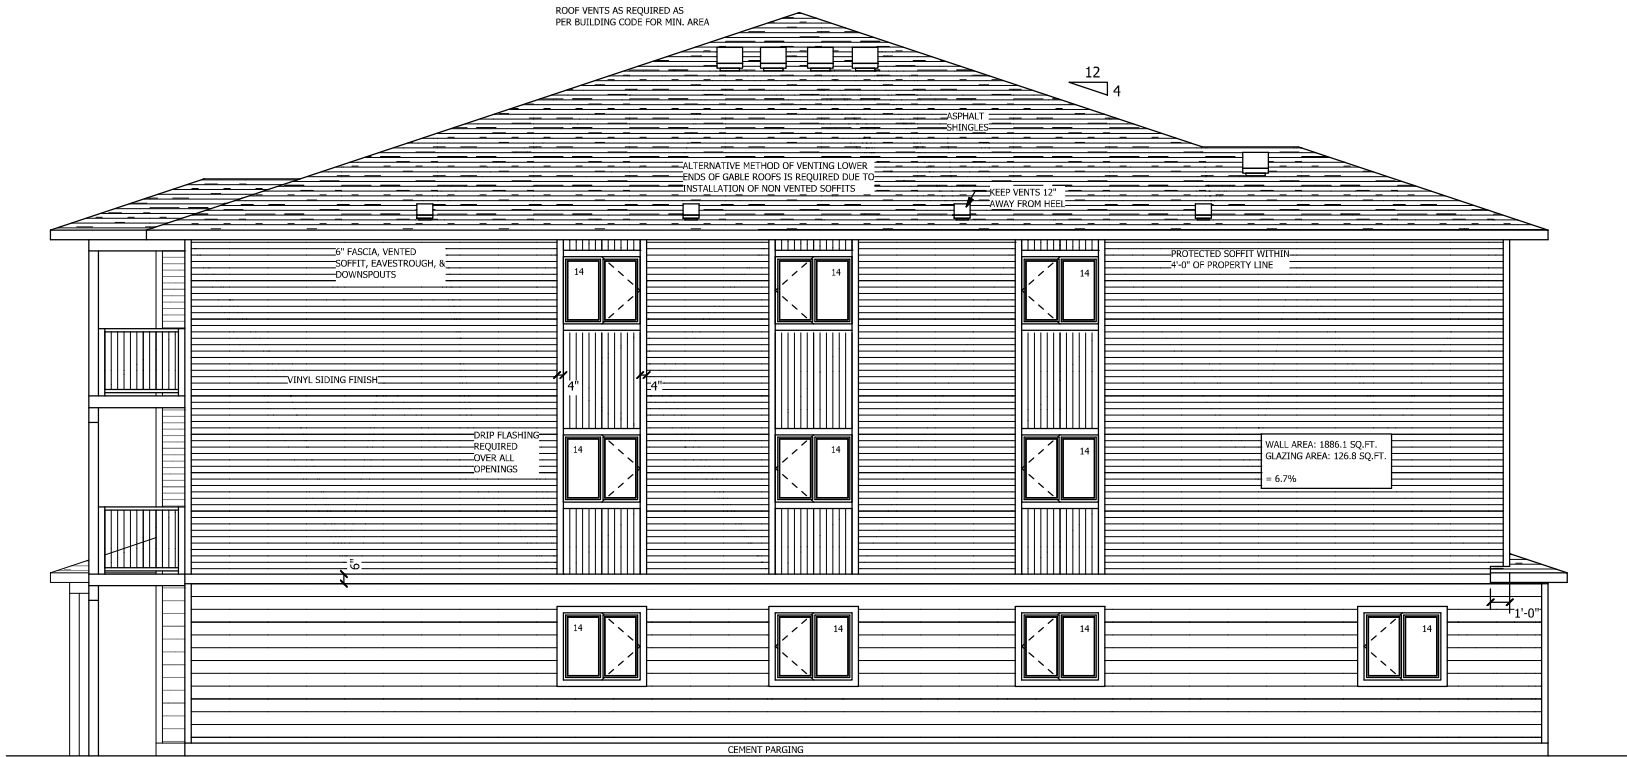 ROOF VENTS AS REQUIRED AS
PER BUILDING CODE FOR MIN. AREA
12
4
ASPHALT
SHINGLES
ALTERNATIVE METHOD OF VENTING LOWER
ENDS OF GABLE ROOFS IS REQUIRED DUE TO
INSTALLATION OF NON VENTED SOFFITS
KEEP VENTS 12"
AWAY FROM HEEL
6" FASCIA, VENTED
SOFFIT, EAVESTROUGH, &
DOWNSPOUTS
PROTECTED SOFFIT WITHIN
4'-0" OF PROPERTY LINE
14
14
14
VINYL SIDING FINISH
4"
4"
DRIP FLASHING
REQUIRED
OVER ALL
OPENINGS
14
14
14
WALL AREA: 1886.1 SQ.FT.
GLAZING AREA: 126.8 SQ.FT.
= 6.7%
6"
1'-0"
14
14
14
14
CEMENT PARGING